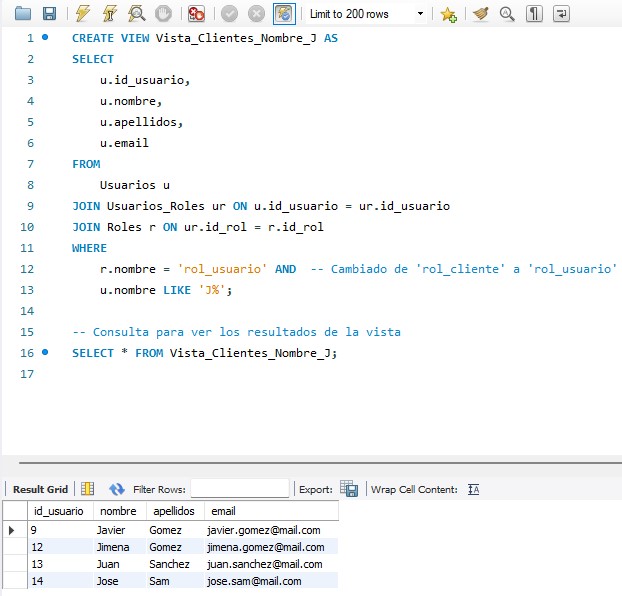 Limit to 200 rows
1 CREATE VIEW Vista_Clientes_Nombre_J AS
2 SELECT
3 u.id_usuario,
4 u.nombre,
5 u.apellidos,
6 u.email
7 FROM
8 Usuarios u
9 JOIN Usuarios_Roles ur ON u.id_usuario = ur.id_usuario
10 JOIN Roles r ON ur.id_rol = r.id_rol
11 WHERE
12 r.nombre = 'rol_usuario' AND -- Cambiado de 'rol_cliente' a 'rol_usuario'
13 u.nombre LIKE 'J%';
14
15 -- Consulta para ver los resultados de la vista
16 SELECT * FROM Vista_Clientes_Nombre_J;
17
Result Grid Filter Rows: Export: Wrap Cell Content:
id_usuario nombre apellidos email
9 Javier Gomez javier.gomez@mail.com
12 Jimena Gomez jimena.gomez@mail.com
13 Juan Sanchez juan.sanchez@mail.com
14 Jose Sam jose.sam@mail.com